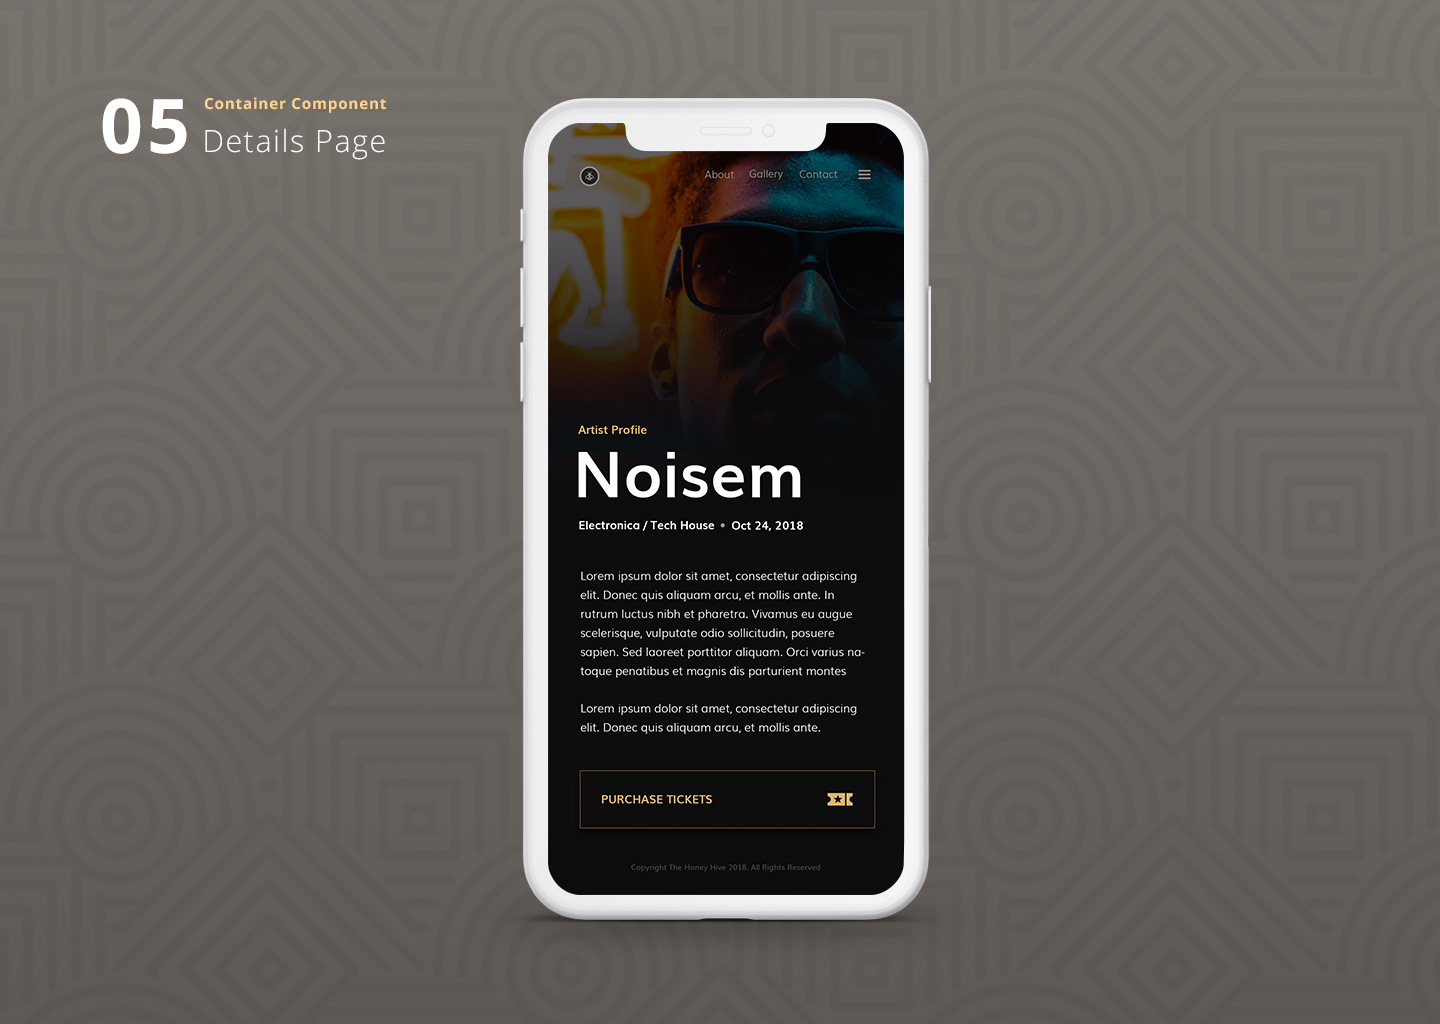 05
Container Component
Details Page
About Gallery Contact
Artist Profile
Noisem
Electronica / Tech House • Oct 24, 2018
Lorem ipsum dolor sit amet, consectetur adipiscing
elit. Donec quis aliquam arcu, et mollis ante. In
rutrum luctus nibh et pharetra. Vivamus eu augue
scelerisque, vulputate odio sollicitudin, posuere
sapien. Sed laoreet porttitor aliquam. Orci varius na-
toque penatibus et magnis dis parturient montes
Lorem ipsum dolor sit amet, consectetur adipiscing
elit. Donec quis aliquam arcu, et mollis ante.
PURCHASE TICKETS
Copyright The Honey Hive 2018. All Rights Reserved